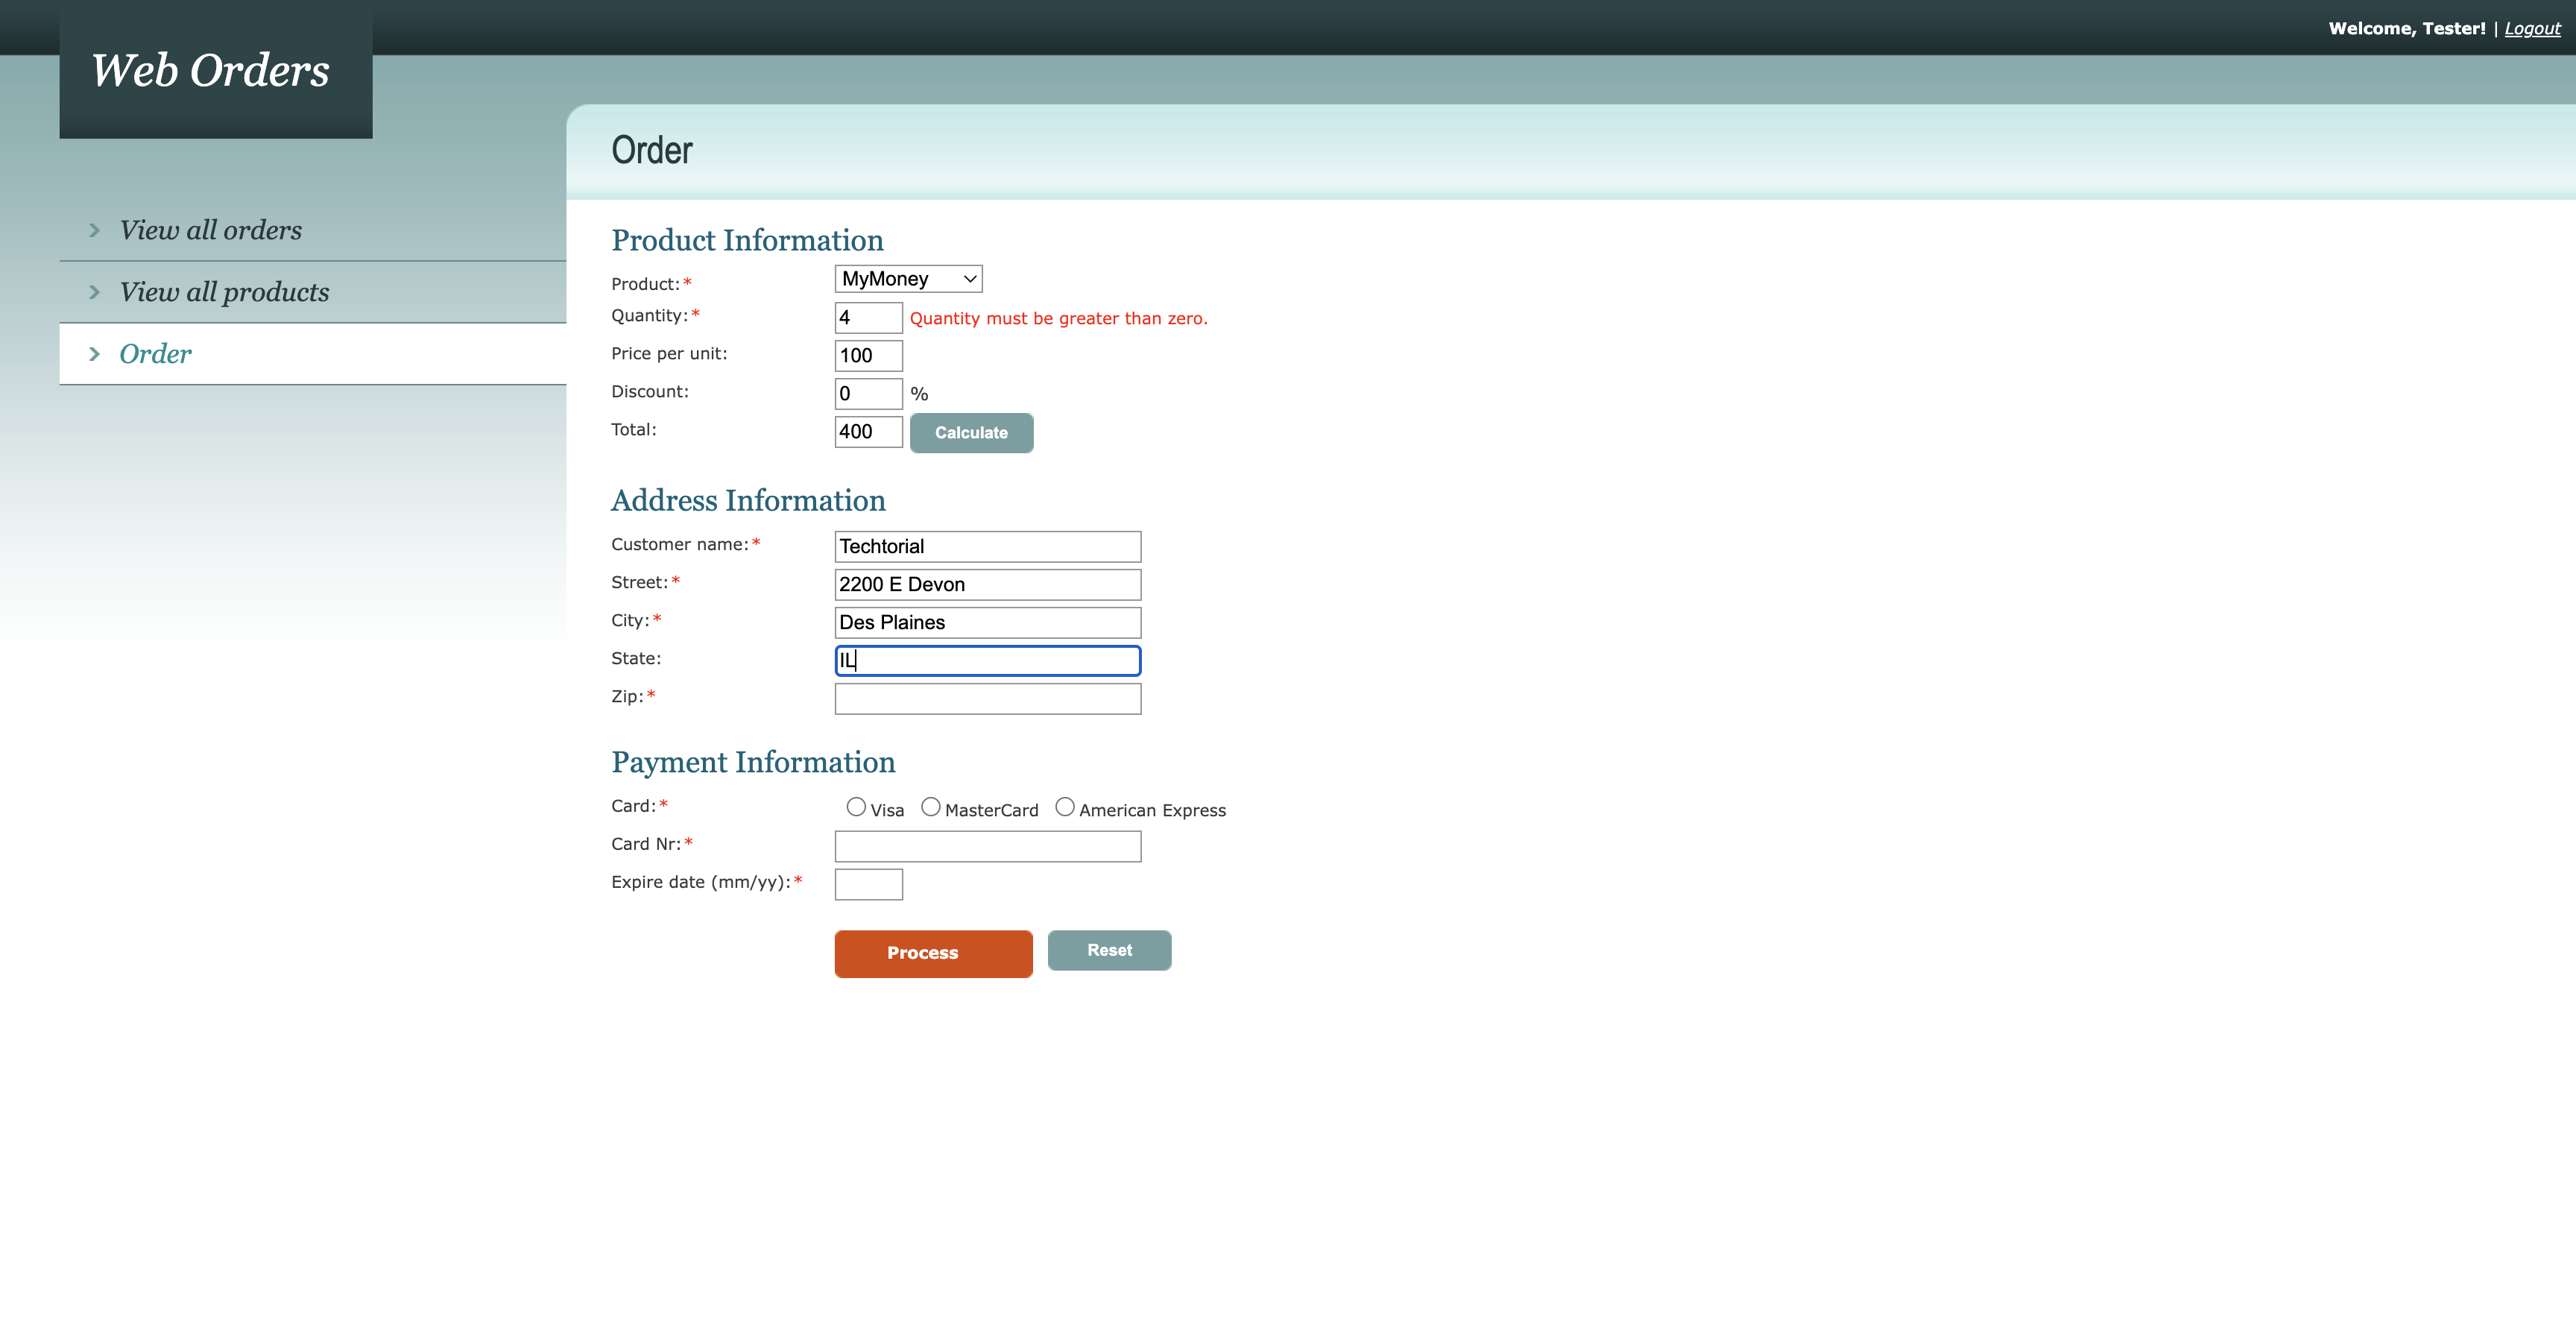 Welcome, Tester! | Logout
Web Orders
View all orders
View all products
Order
Order
Product Information
Product:* MyMoney
Quantity:* 4 Quantity must be greater than zero.
Price per unit: 100
Discount: 0 %
Total: 400 Calculate
Address Information
Customer name:* Techtorial
Street:* 2200 E Devon
City:* Des Plaines
State: IL
Zip:*
Payment Information
Card:* Visa MasterCard American Express
Card Nr:*
Expire date (mm/yy):*
Process Reset